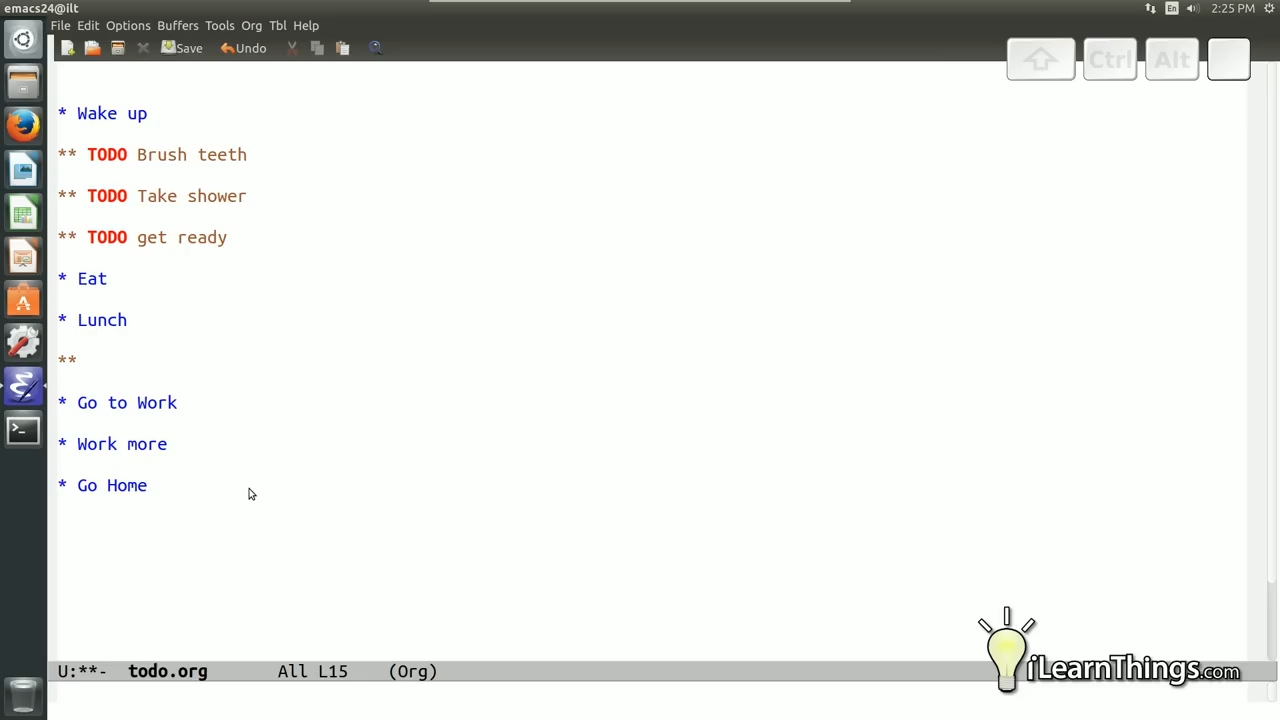 emacs24@ilt
En
2:25 PM
File Edit Options Buffers Tools Org Tbl Help
Save Undo
Ctrl Alt
* Wake up
** TODO Brush teeth
** TODO Take shower
** TODO get ready
* Eat
* Lunch
**
* Go to Work
* Work more
* Go Home
U:**- todo.org All L15 (Org)
iLearnThings.com